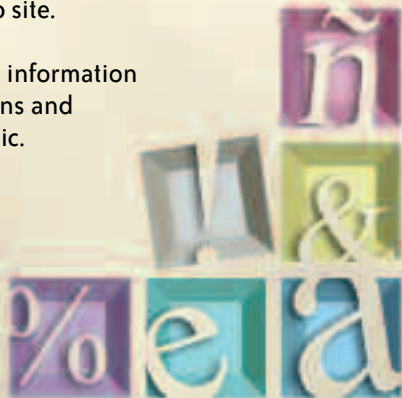 site.
information
ns and
ic.
ñ
! &
% e a